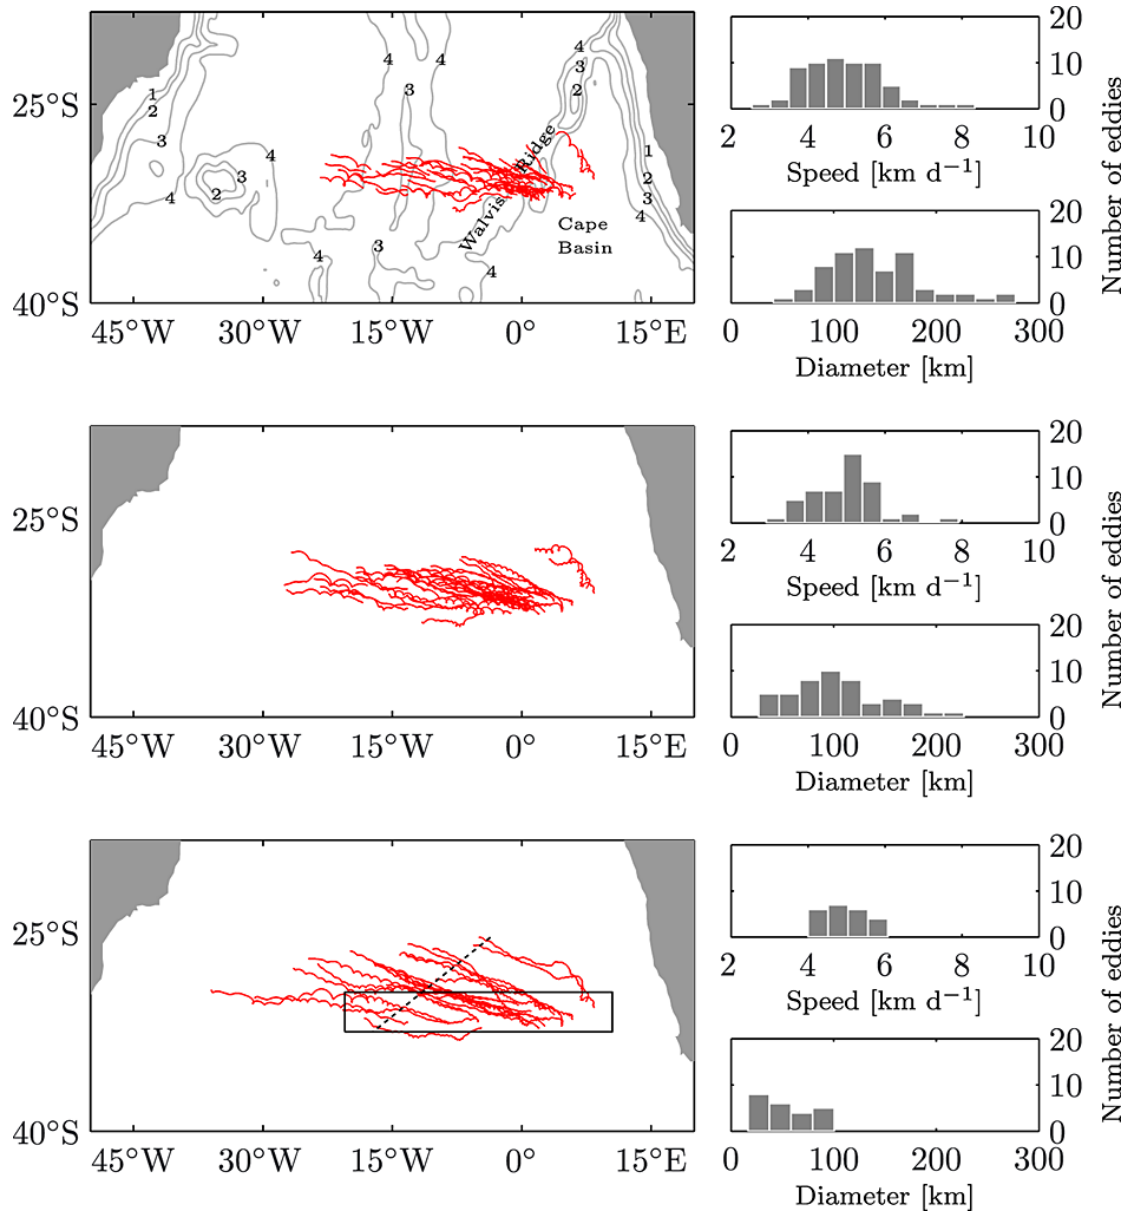 4
4
4
3
3
2
1
2
3
4
3
2
4
25°S
Walvis
Ridge
1
2
3
4
Cape
Basin
4
3
4
40°S
45°W 30°W 15°W 0° 15°E
20
10
0
2 4 6 8 10
Speed [km d−1]
20
10
0
0 100 200 300
Diameter [km]
Number of eddies
25°S
40°S
45°W 30°W 15°W 0° 15°E
20
10
0
2 4 6 8 10
Speed [km d−1]
20
10
0
0 100 200 300
Diameter [km]
Number of eddies
25°S
40°S
45°W 30°W 15°W 0° 15°E
20
10
0
2 4 6 8 10
Speed [km d−1]
20
10
0
0 100 200 300
Diameter [km]
Number of eddies